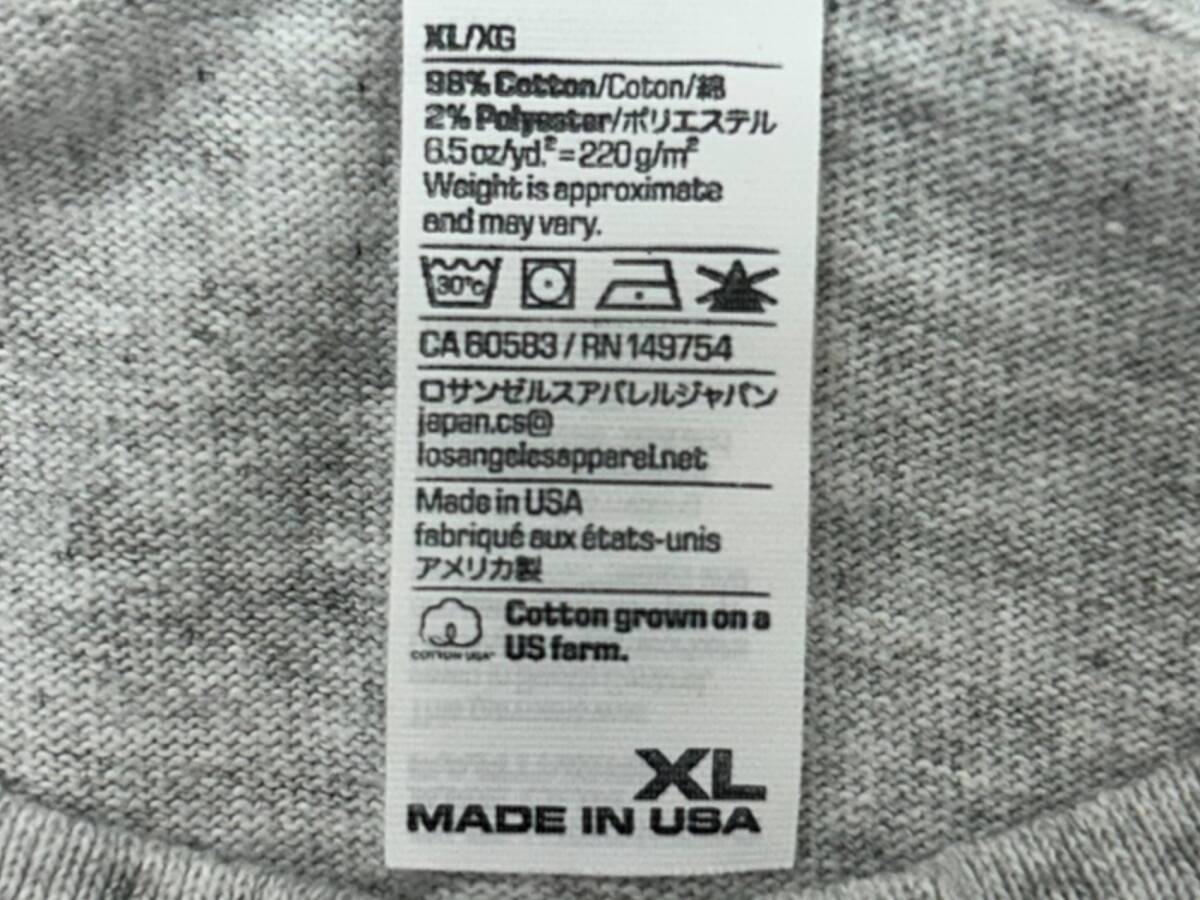 XL/XG
98% Cotton/Coton/綿
2% Polyester/ポリエステル
6.5 oz/yd.² = 220 g/m²
Weight is approximate
and may vary.
30°C
CA 60583 / RN 149754
ロサンゼルスアパレルジャパン
japan.cs@
losangelesapparel.net
Made in USA
fabriqué aux états-unis
アメリカ製
COTTON USA
Cotton grown on a
US farm.
XL
MADE IN USA